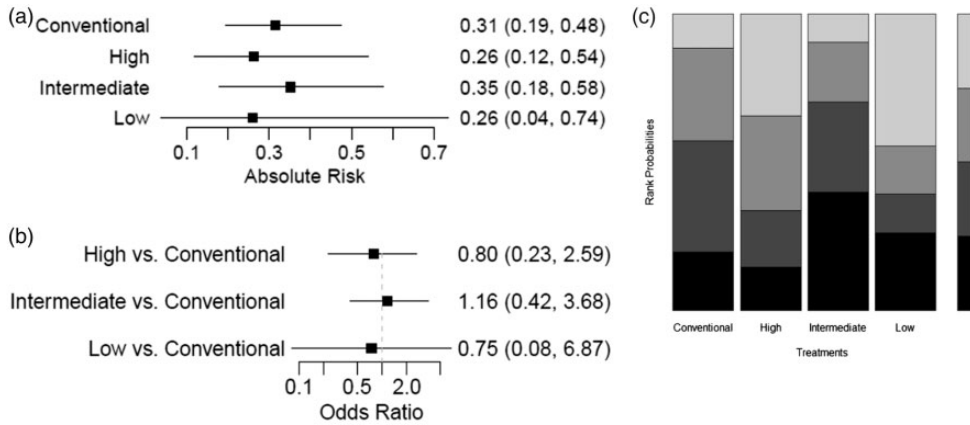 (a)
Conventional 0.31 (0.19, 0.48)
High 0.26 (0.12, 0.54)
Intermediate 0.35 (0.18, 0.58)
Low 0.26 (0.04, 0.74)
0.1 0.3 0.5 0.7
Absolute Risk
(b)
High vs. Conventional 0.80 (0.23, 2.59)
Intermediate vs. Conventional 1.16 (0.42, 3.68)
Low vs. Conventional 0.75 (0.08, 6.87)
0.1 0.5 2.0
Odds Ratio
(c)
Rank Probabilities
Conventional High Intermediate Low
Treatments